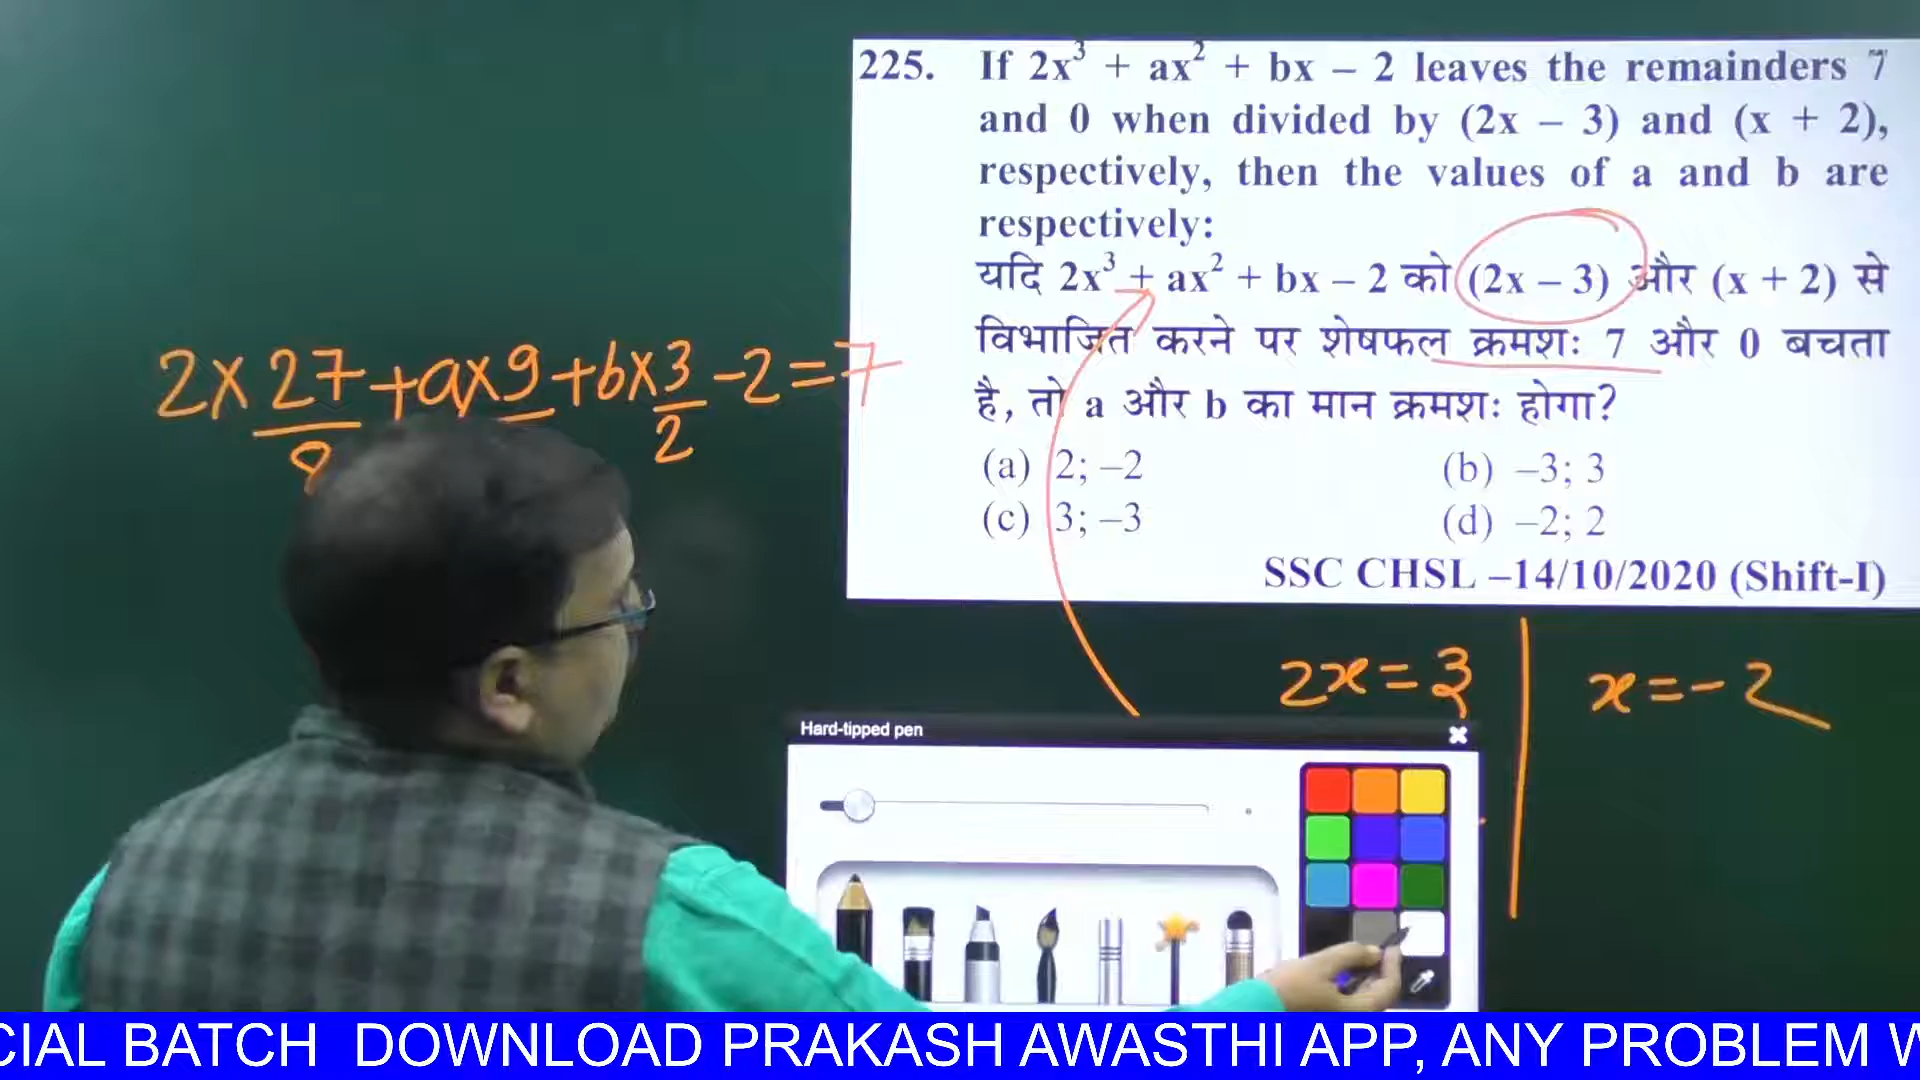 225. If 2x³ + ax² + bx – 2 leaves the remainders 7
and 0 when divided by (2x – 3) and (x + 2),
respectively, then the values of a and b are
respectively:
यदि 2x³ + ax² + bx – 2 को (2x – 3) और (x + 2) से
विभाजित करने पर शेषफल क्रमशः 7 और 0 बचता
है, तो a और b का मान क्रमशः होगा?
(a) 2; –2 (b) –3; 3
(c) 3; –3 (d) –2; 2
SSC CHSL –14/10/2020 (Shift-I)
2 × 27/8 + a × 9 + b × 3/2 - 2 = 7
2x = 3
x = -2
Hard-tipped pen
CIAL BATCH DOWNLOAD PRAKASH AWASTHI APP, ANY PROBLEM W